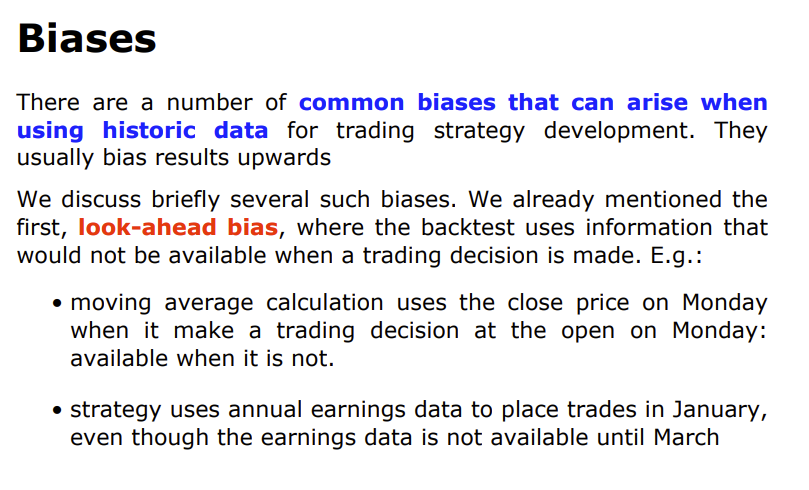 Biases
There are a number of common biases that can arise when
using historic data for trading strategy development. They
usually bias results upwards
We discuss briefly several such biases. We already mentioned the
first, look-ahead bias, where the backtest uses information that
would not be available when a trading decision is made. E.g.:
• moving average calculation uses the close price on Monday
when it make a trading decision at the open on Monday:
available when it is not.
• strategy uses annual earnings data to place trades in January,
even though the earnings data is not available until March